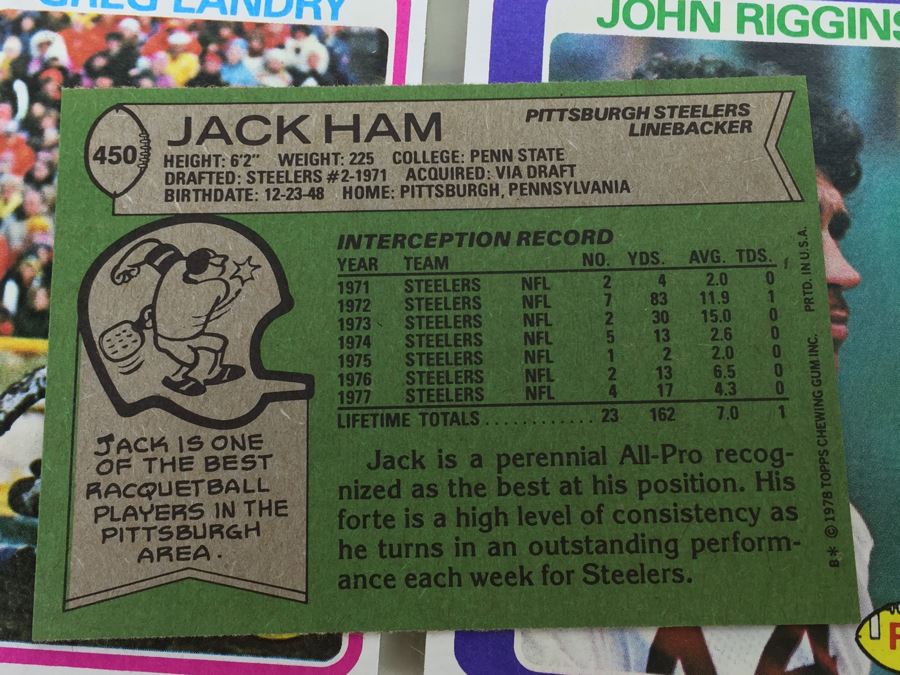 GREG LANDRY
JOHN RIGGINS
450
JACK HAM
PITTSBURGH STEELERS
LINEBACKER
HEIGHT: 6'2" WEIGHT: 225 COLLEGE: PENN STATE
DRAFTED: STEELERS #2-1971 ACQUIRED: VIA DRAFT
BIRTHDATE: 12-23-48 HOME: PITTSBURGH, PENNSYLVANIA
INTERCEPTION RECORD
YEAR TEAM NO. YDS. AVG. TDS.
1971 STEELERS NFL 2 4 2.0 0
1972 STEELERS NFL 7 83 11.9 1
1973 STEELERS NFL 2 30 15.0 0
1974 STEELERS NFL 5 13 2.6 0
1975 STEELERS NFL 1 2 2.0 0
1976 STEELERS NFL 2 13 6.5 0
1977 STEELERS NFL 4 17 4.3 0
LIFETIME TOTALS ............ 23 162 7.0 1
JACK IS ONE
OF THE BEST
RACQUETBALL
PLAYERS IN THE
PITTSBURGH
AREA.
Jack is a perennial All-Pro recog-
nized as the best at his position. His
forte is a high level of consistency as
he turns in an outstanding perform-
ance each week for Steelers.
B* © 1978 TOPPS CHEWING GUM INC. PRTD. IN U.S.A.